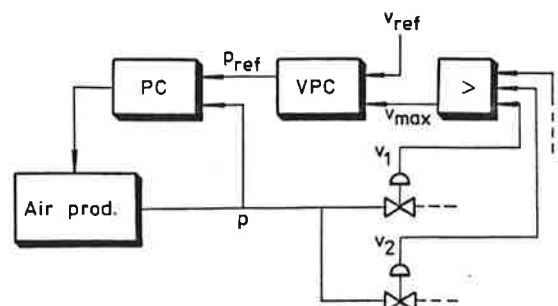 v_ref
p_ref
PC
VPC
>
v_max
v_1
Air prod.
p
v_2